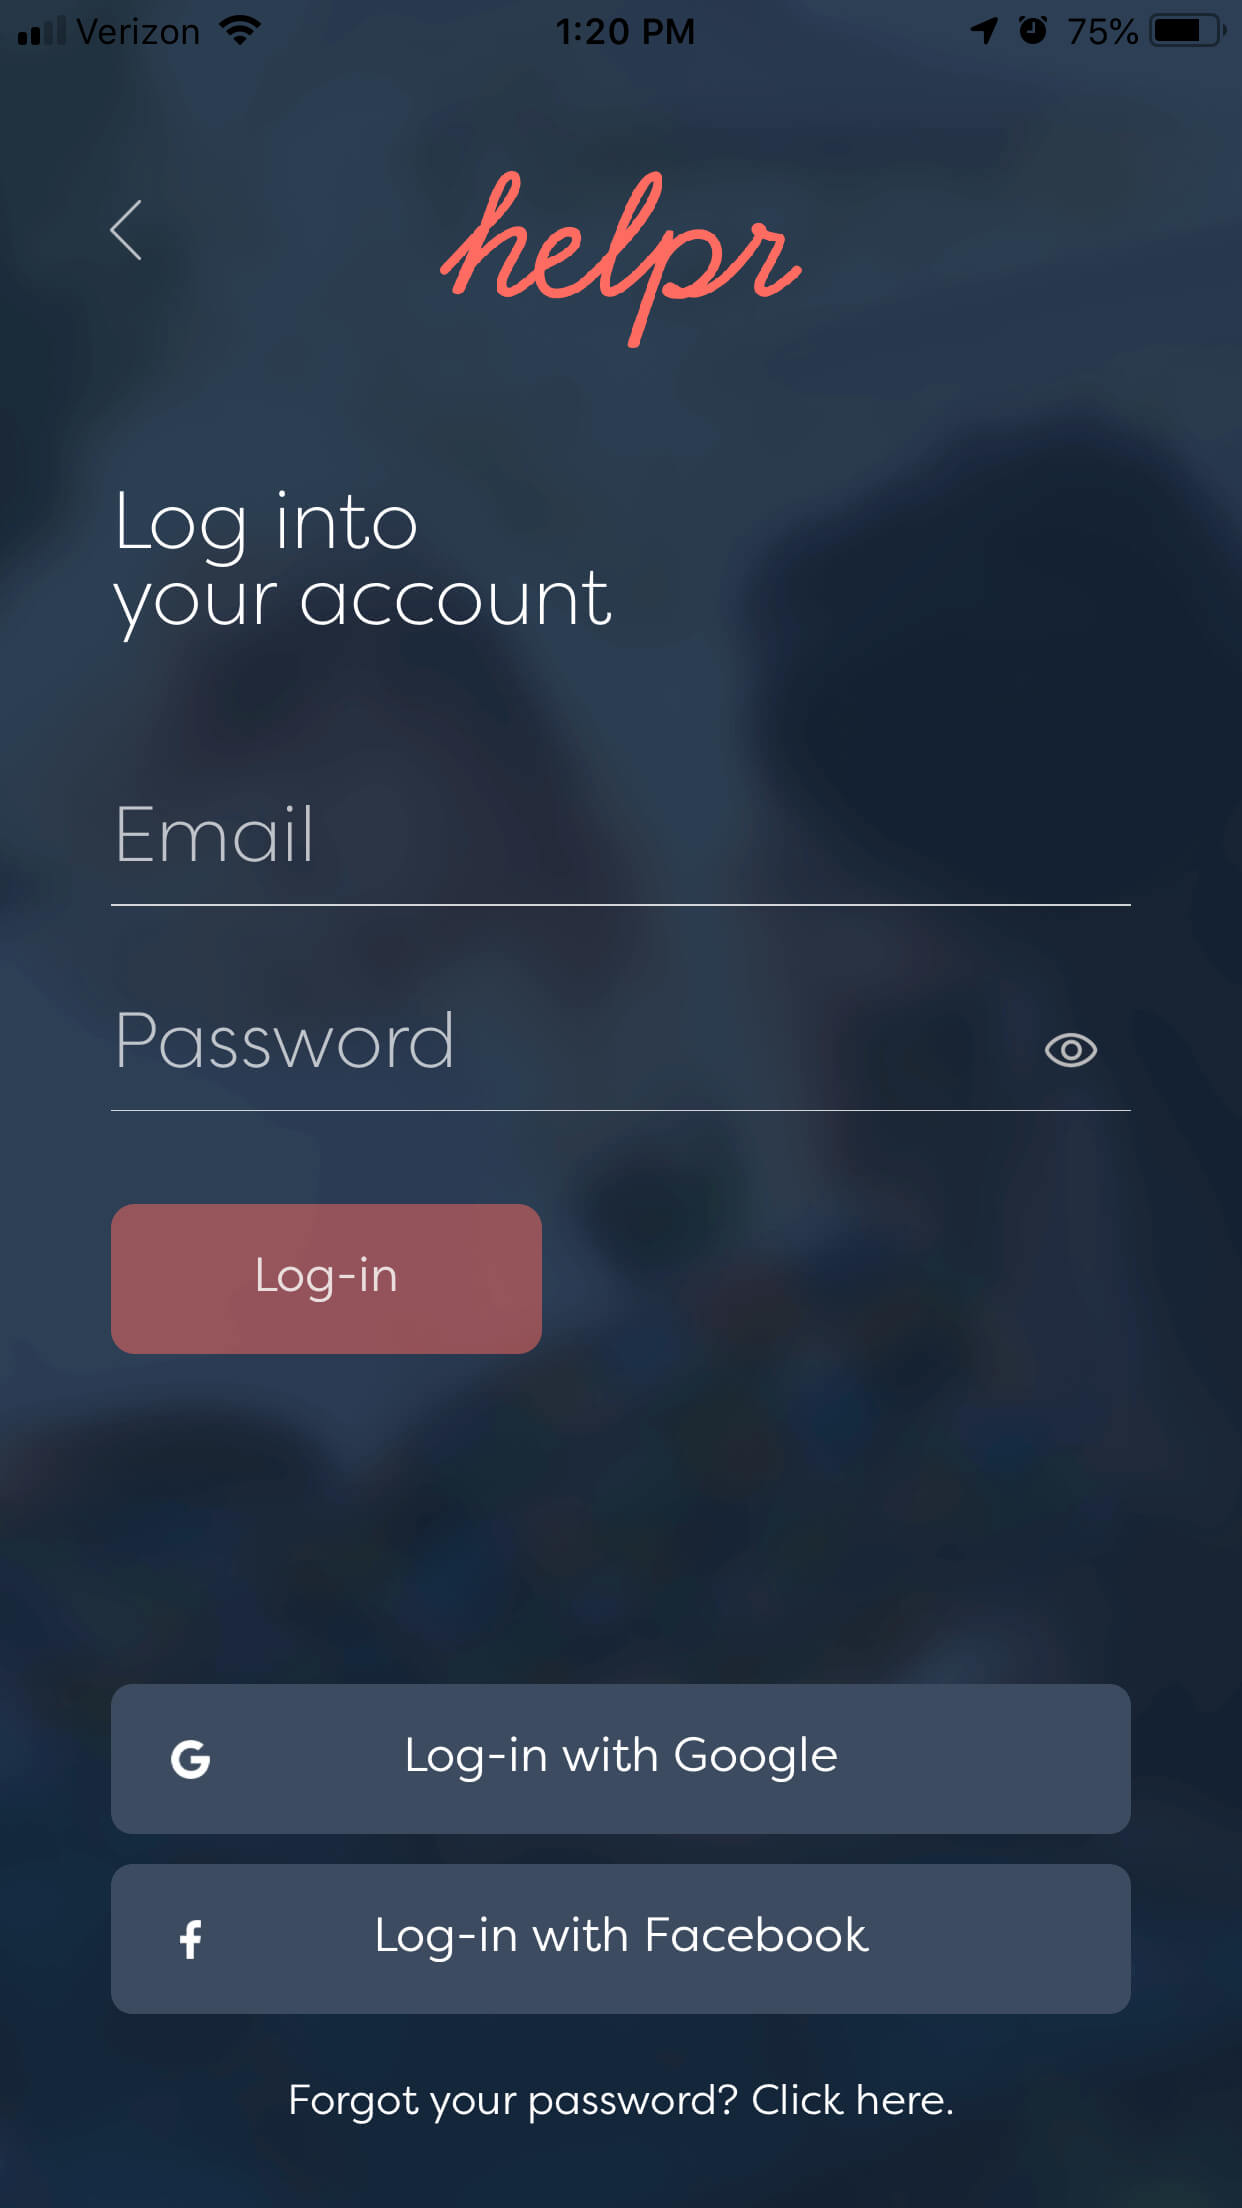 Verizon 1:20 PM 75%
helpr
Log into
your account
Email
Password
Log-in
G Log-in with Google
f Log-in with Facebook
Forgot your password? Click here.